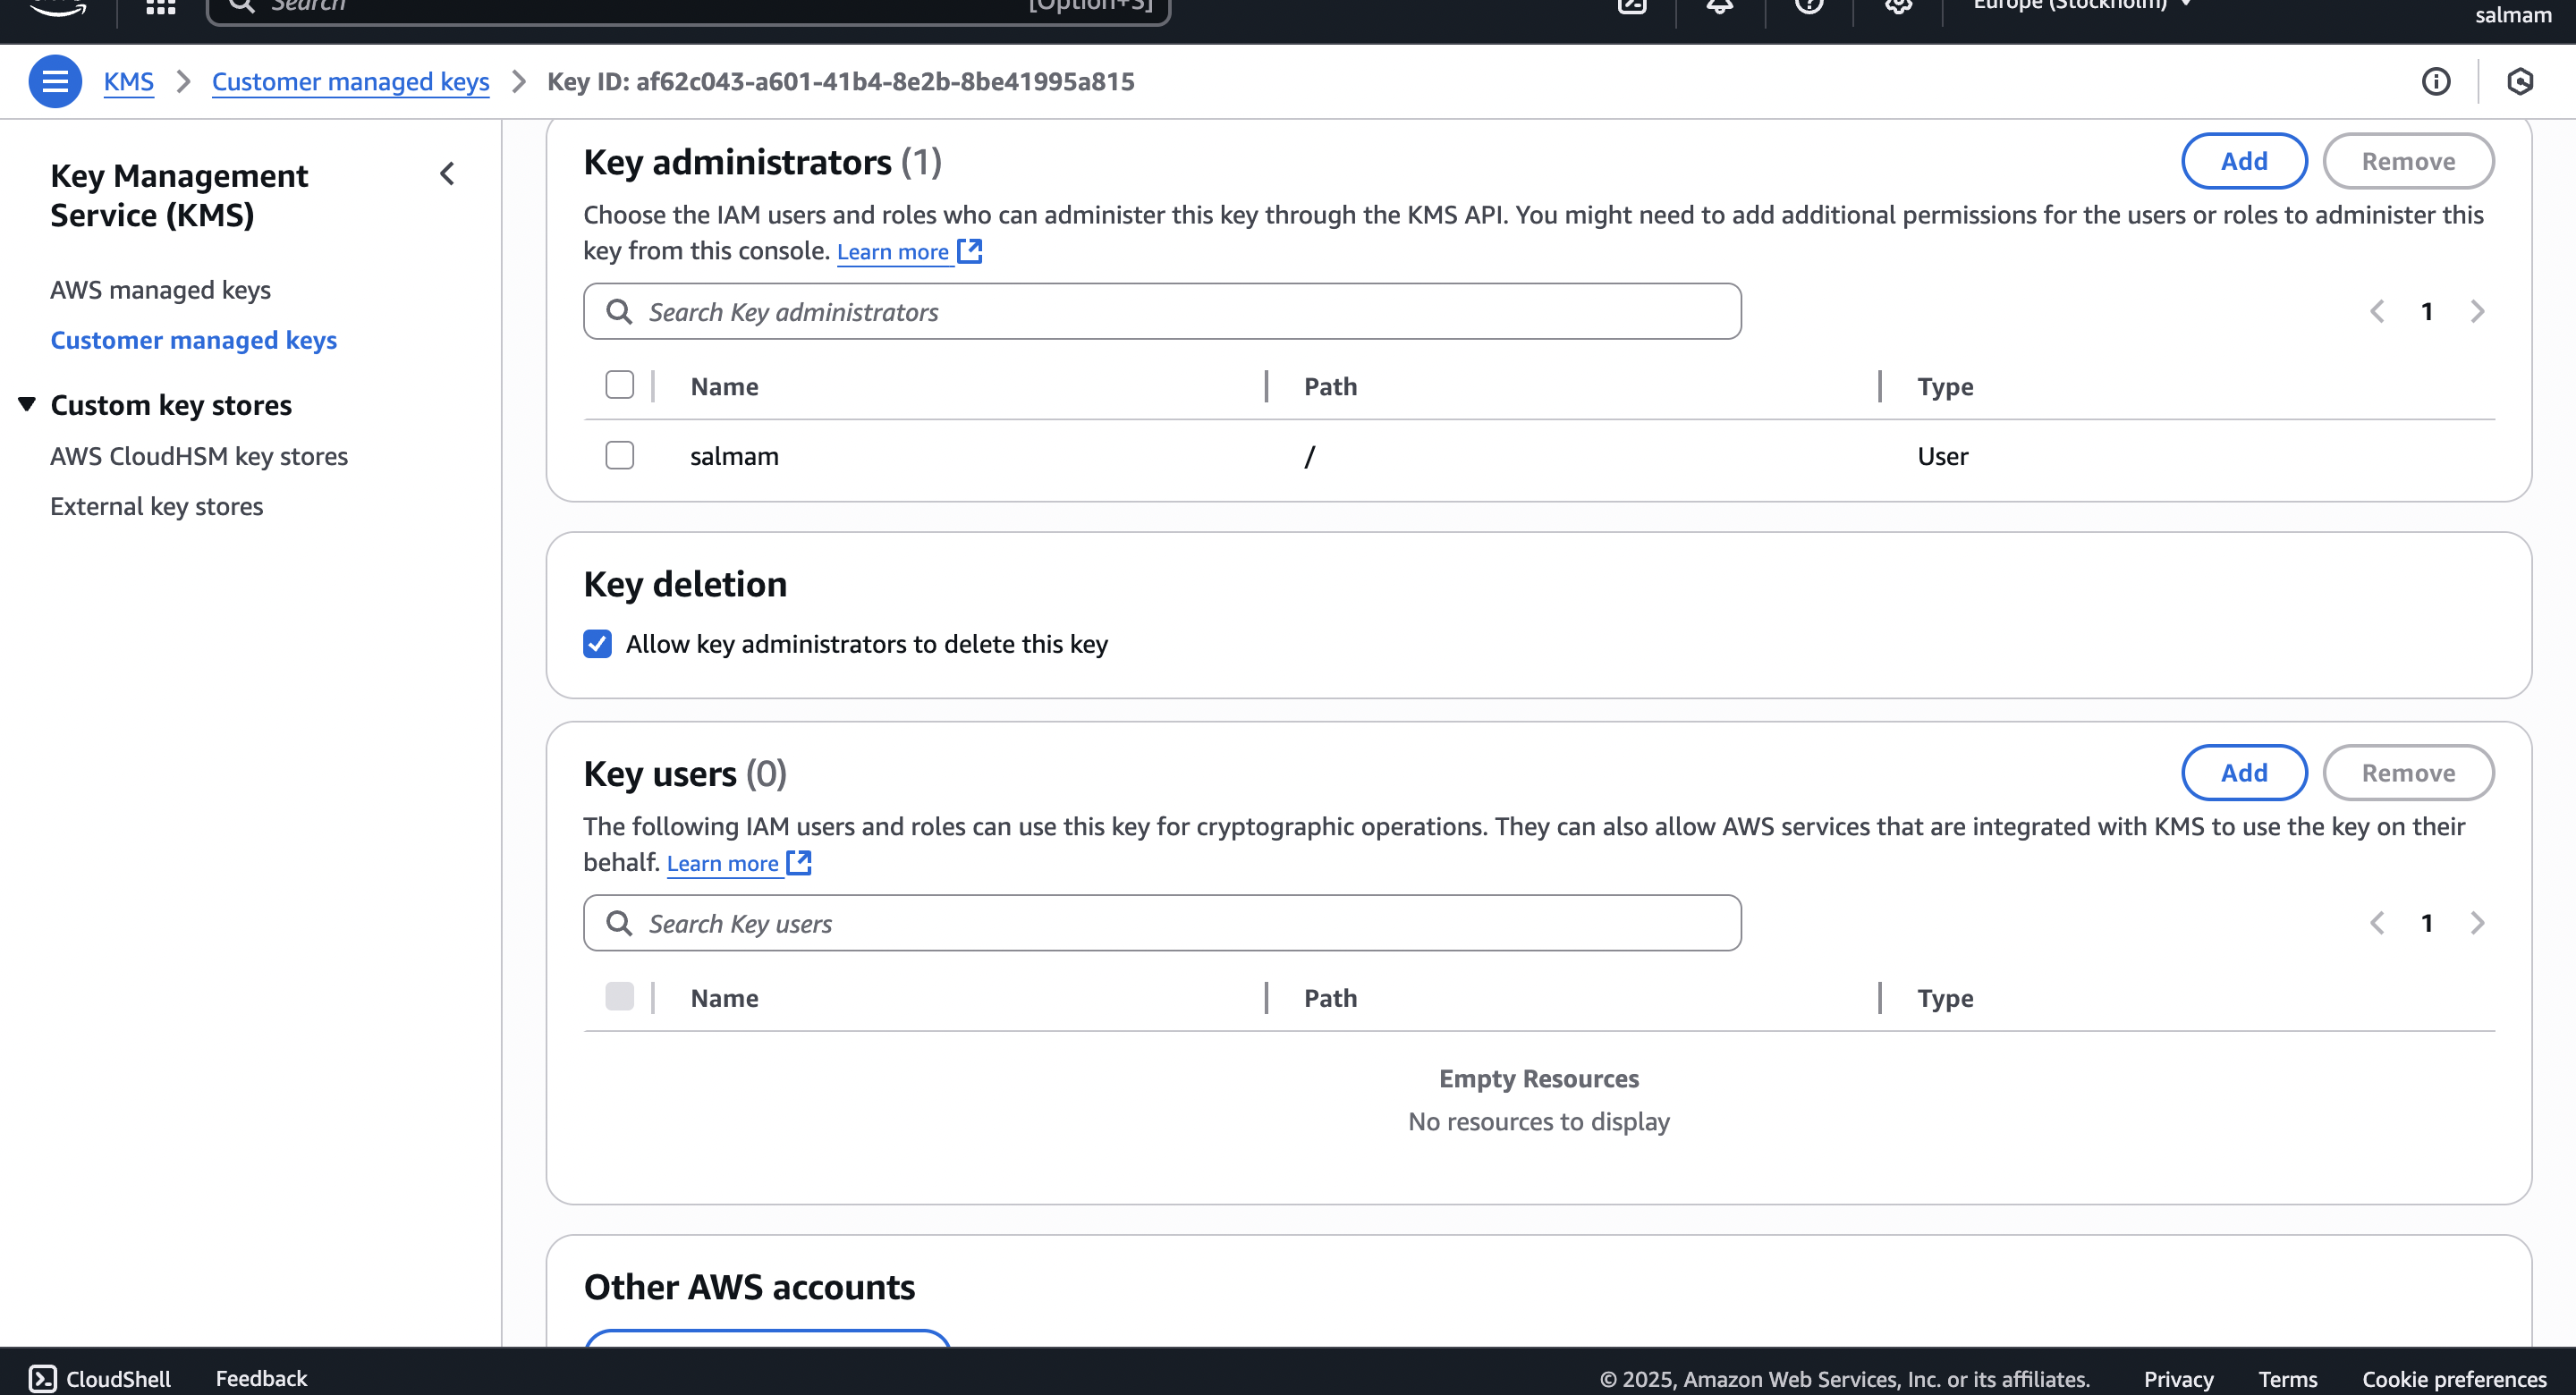 Search [Option+S] Europe (Stockholm) salmam
KMS Customer managed keys Key ID: af62c043-a601-41b4-8e2b-8be41995a815
Key Management
Service (KMS)
AWS managed keys
Customer managed keys
Custom key stores
AWS CloudHSM key stores
External key stores
Key administrators (1)
Add Remove
Choose the IAM users and roles who can administer this key through the KMS API. You might need to add additional permissions for the users or roles to administer this
key from this console. Learn more
Search Key administrators
1
Name Path Type
salmam / User
Key deletion
Allow key administrators to delete this key
Key users (0)
Add Remove
The following IAM users and roles can use this key for cryptographic operations. They can also allow AWS services that are integrated with KMS to use the key on their
behalf. Learn more
Search Key users
1
Name Path Type
Empty Resources
No resources to display
Other AWS accounts
CloudShell Feedback © 2025, Amazon Web Services, Inc. or its affiliates. Privacy Terms Cookie preferences